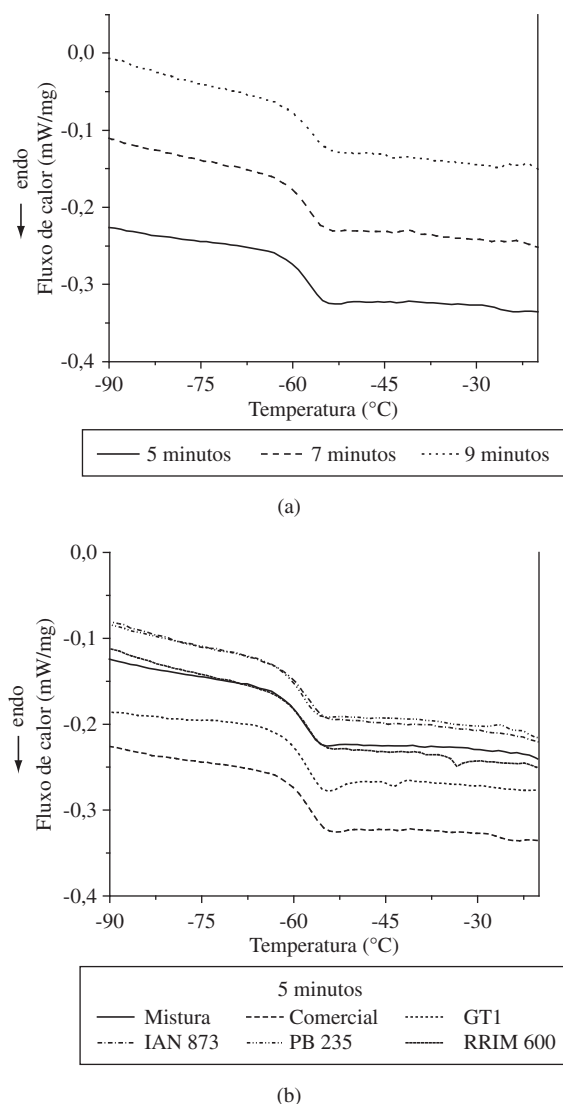 0,0
-0,1
-0,2
-0,3
-0,4
endo
Fluxo de calor (mW/mg)
-90 -75 -60 -45 -30
Temperatura (°C)
5 minutos 7 minutos 9 minutos
(a)
0,0
-0,1
-0,2
-0,3
-0,4
endo
Fluxo de calor (mW/mg)
-90 -75 -60 -45 -30
Temperatura (°C)
5 minutos
Mistura Comercial GT1
IAN 873 PB 235 RRIM 600
(b)